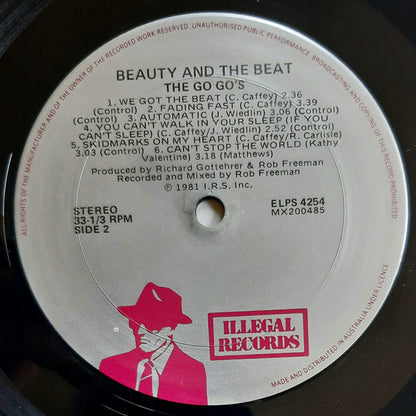 ALL RIGHTS OF THE MANUFACTURER AND OF THE OWNER OF THE RECORDED WORK RESERVED. UNAUTHORISED PUBLIC PERFORMANCE, BROADCASTING AND COPYING OF THIS RECORD PROHIBITED
BEAUTY AND THE BEAT
THE GO GO'S
1. WE GOT THE BEAT (C. Caffey) 2.36
(Control) 2. FADING FAST (C. Caffey) 3.39
(Control) 3. AUTOMATIC (J. Wiedlin) 3.06 (Control)
4. YOU CAN'T WALK IN YOUR SLEEP (IF YOU
CAN'T SLEEP) (C. Caffey/J. Wiedlin) 2.52 (Control)
5. SKIDMARKS ON MY HEART (C. Caffey/R. Carlisle)
3.03 (Control) 6. CAN'T STOP THE WORLD (Kathy
Valentine) 3.18 (Matthews)
Produced by Richard Gottehrer & Rob Freeman
Recorded and Mixed by Rob Freeman
℗ 1981 I.R.S. Inc.
STEREO
33-1/3 RPM
SIDE 2
ELPS 4254
MX200485
ILLEGAL
RECORDS
MADE AND DISTRIBUTED IN AUSTRALIA UNDER LICENCE